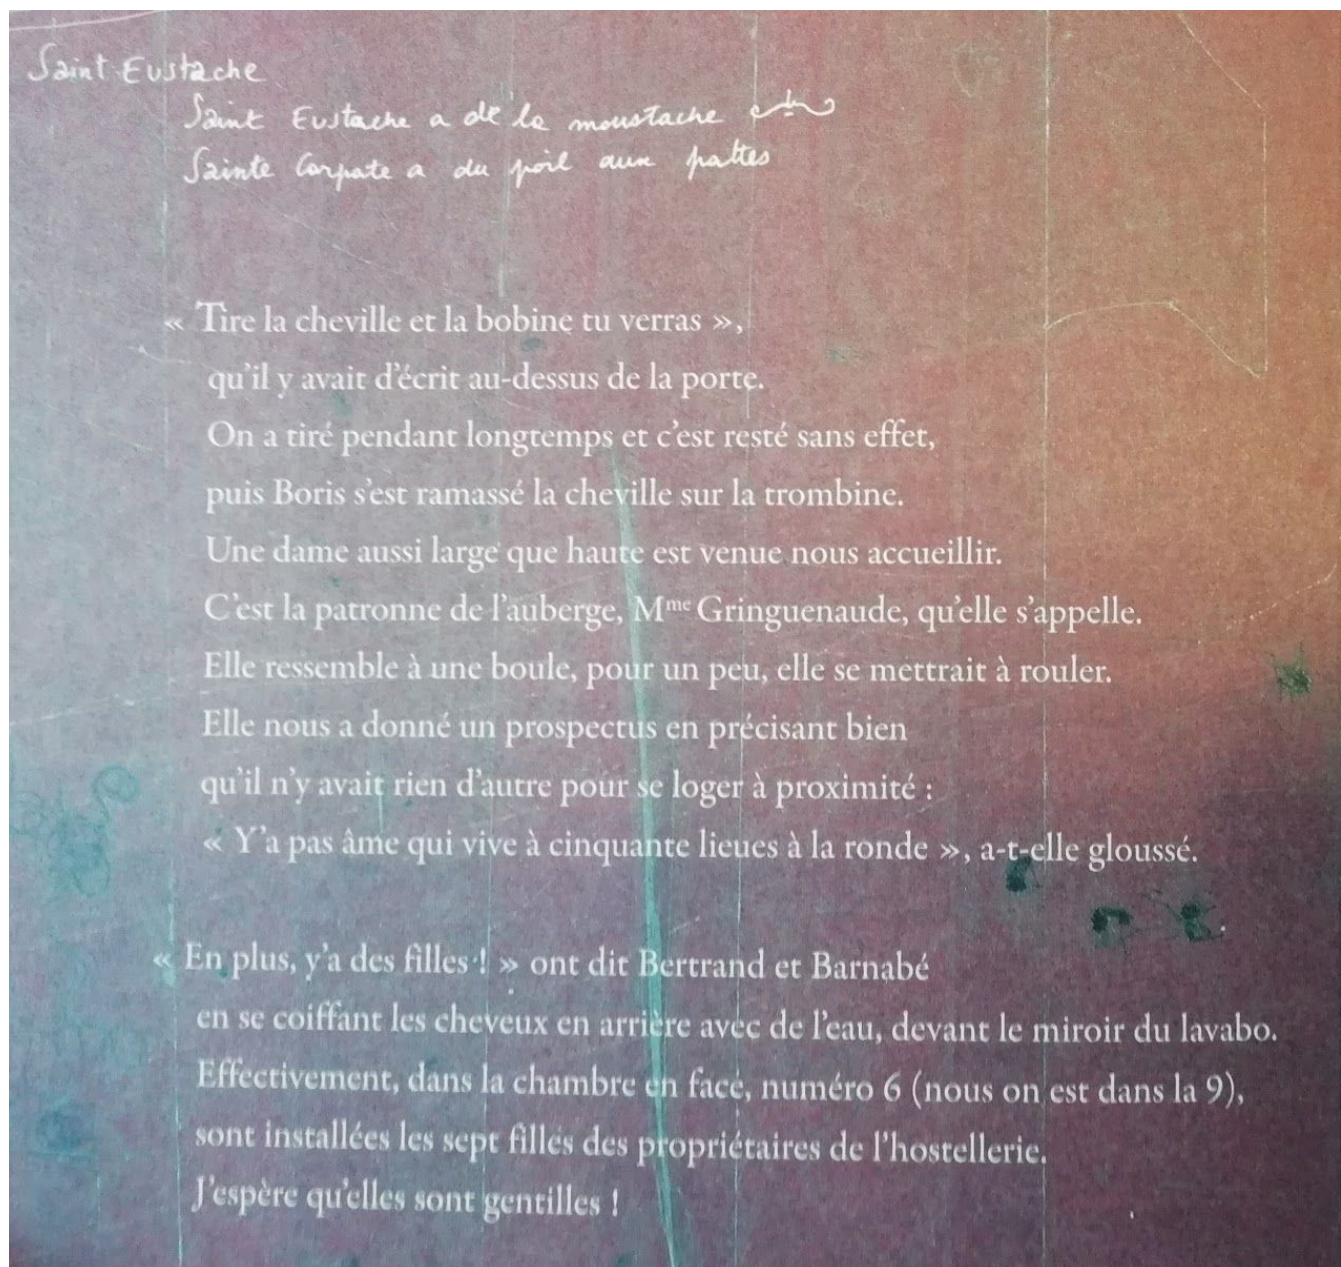 Saint Eustache
Saint Eustache a de la moustache
Sainte Carpate a du poil aux pattes
« Tire la cheville et la bobine tu verras »,
qu'il y avait d'écrit au-dessus de la porte.
On a tiré pendant longtemps et c'est resté sans effet,
puis Boris s'est ramassé la cheville sur la trombine.
Une dame aussi large que haute est venue nous accueillir.
C'est la patronne de l'auberge, Mme Gringuenaude, qu'elle s'appelle.
Elle ressemble à une boule, pour un peu, elle se mettrait à rouler.
Elle nous a donné un prospectus en précisant bien
qu'il n'y avait rien d'autre pour se loger à proximité :
« Y'a pas âme qui vive à cinquante lieues à la ronde », a-t-elle gloussé.
« En plus, y'a des filles ! » ont dit Bertrand et Barnabé
en se coiffant les cheveux en arrière avec de l'eau, devant le miroir du lavabo.
Effectivement, dans la chambre en face, numéro 6 (nous on est dans la 9),
sont installées les sept filles des propriétaires de l'hostellerie.
J'espère qu'elles sont gentilles !